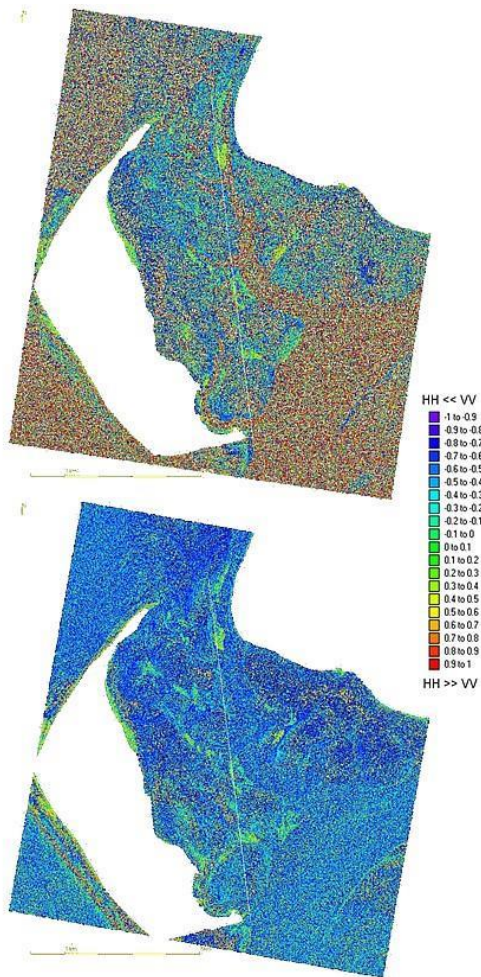 HH << VV
-1 to -0.9
-0.9 to -0.8
-0.8 to -0.7
-0.7 to -0.6
-0.6 to -0.5
-0.5 to -0.4
-0.4 to -0.3
-0.3 to -0.2
-0.2 to -0.1
-0.1 to 0
0 to 0.1
0.1 to 0.2
0.2 to 0.3
0.3 to 0.4
0.4 to 0.5
0.5 to 0.6
0.6 to 0.7
0.7 to 0.8
0.8 to 0.9
0.9 to 1
HH >> VV